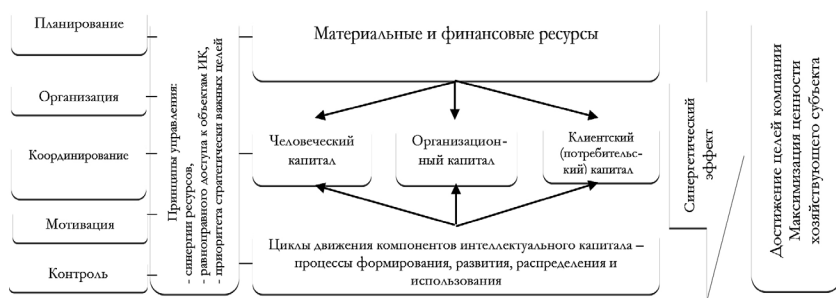 Планирование
Организация
Координирование
Мотивация
Контроль
Принципы управления:
- синергии ресурсов,
- равноправного доступа к объектам ИК,
- приоритета стратегически важных целей
Материальные и финансовые ресурсы
Человеческий
капитал
Организацион-
ный капитал
Клиентский
(потребительс-
кий) капитал
Циклы движения компонентов интеллектуального капитала –
процессы формирования, развития, распределения и
использования
Синергетический
эффект
Достижение целей компании
Максимизация ценности
хозяйствующего субъекта